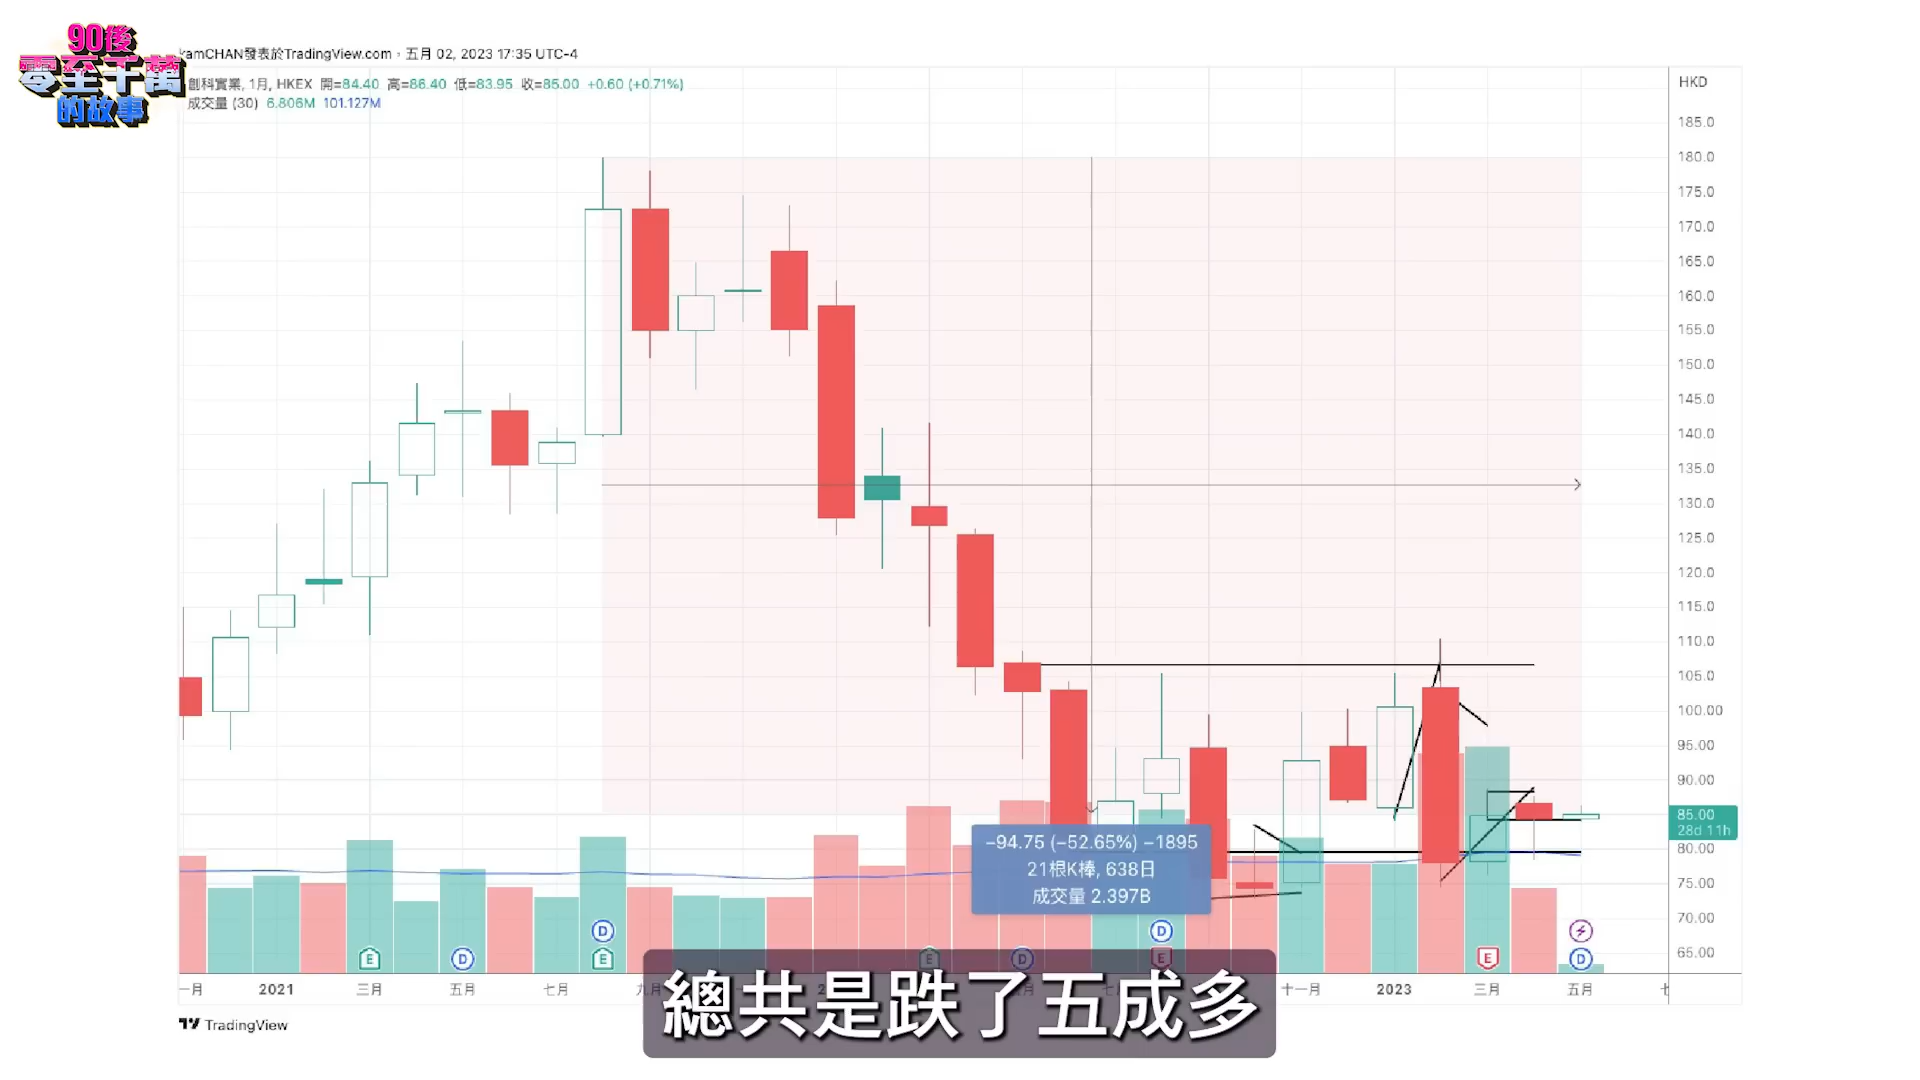 90後
零至千萬
的故事
kamCHAN發表於TradingView.com，五月 02, 2023 17:35 UTC-4
創科實業, 1月, HKEX 開=84.40 高=86.40 低=83.95 收=85.00 +0.60 (+0.71%)
成交量 (30) 6.806M 101.127M
HKD
185.0
180.0
175.0
170.0
165.0
160.0
155.0
150.0
145.0
140.0
135.0
130.0
125.0
120.0
115.0
110.0
105.0
100.00
95.00
90.00
85.00
28d 11h
80.00
75.00
70.00
65.00
−94.75 (−52.65%) −1895
21根K棒, 638日
成交量 2.397B
D D
E D E E D E E D
一月 2021 三月 五月 七月 九月 十一月 2023 三月 五月
TradingView
總共是跌了五成多